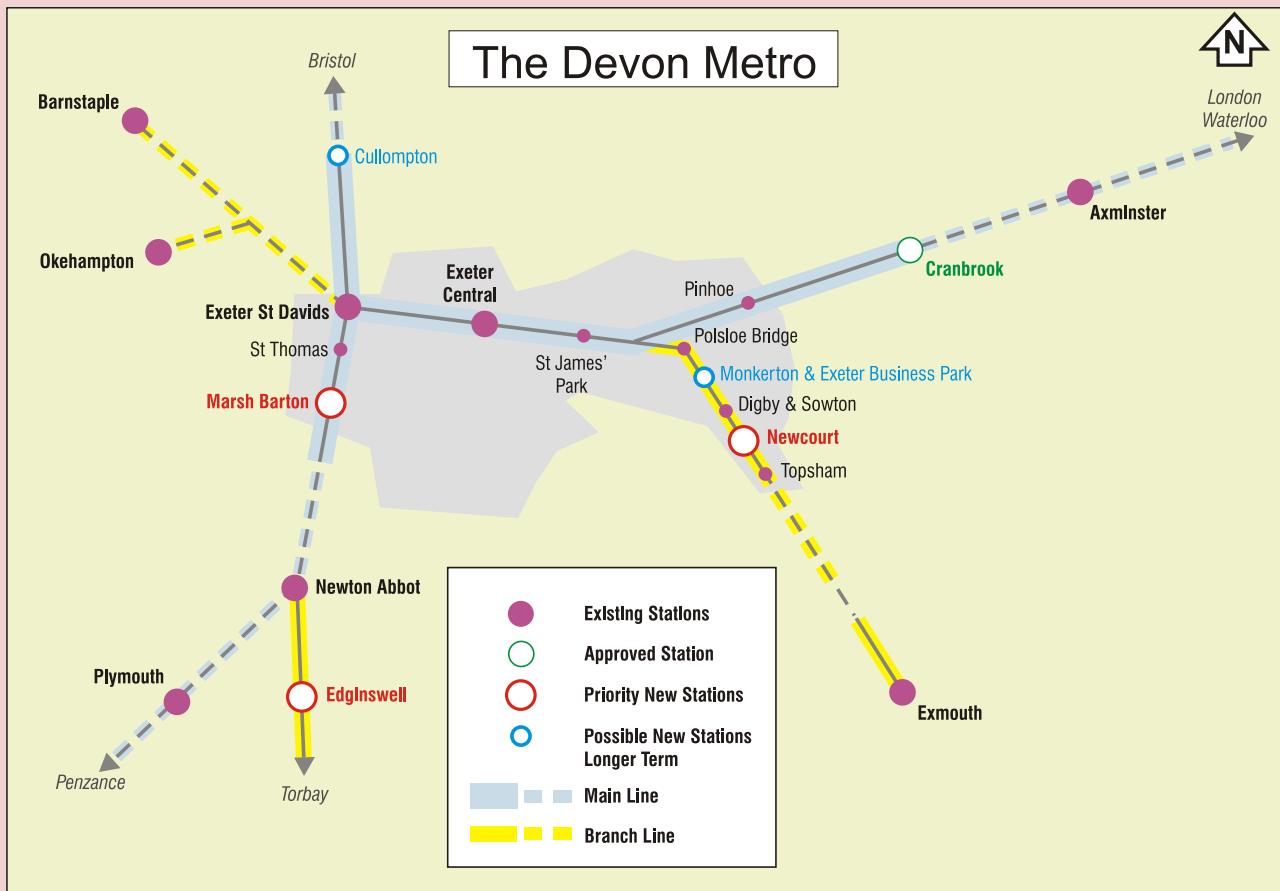 The Devon Metro
N
Bristol
London
Waterloo
Barnstaple
Cullompton
AxmInster
Okehampton
Exeter
Central
Cranbrook
Pinhoe
Exeter St Davids
Polsloe Bridge
St Thomas
St James'
Park
Monkerton & Exeter Business Park
Marsh Barton
Digby & Sowton
Newcourt
Topsham
Newton Abbot
Plymouth
EdgInswell
Exmouth
Penzance
Torbay
ExIsting Stations
Approved Station
Priority New Stations
Possible New Stations
Longer Term
Main Line
Branch Line